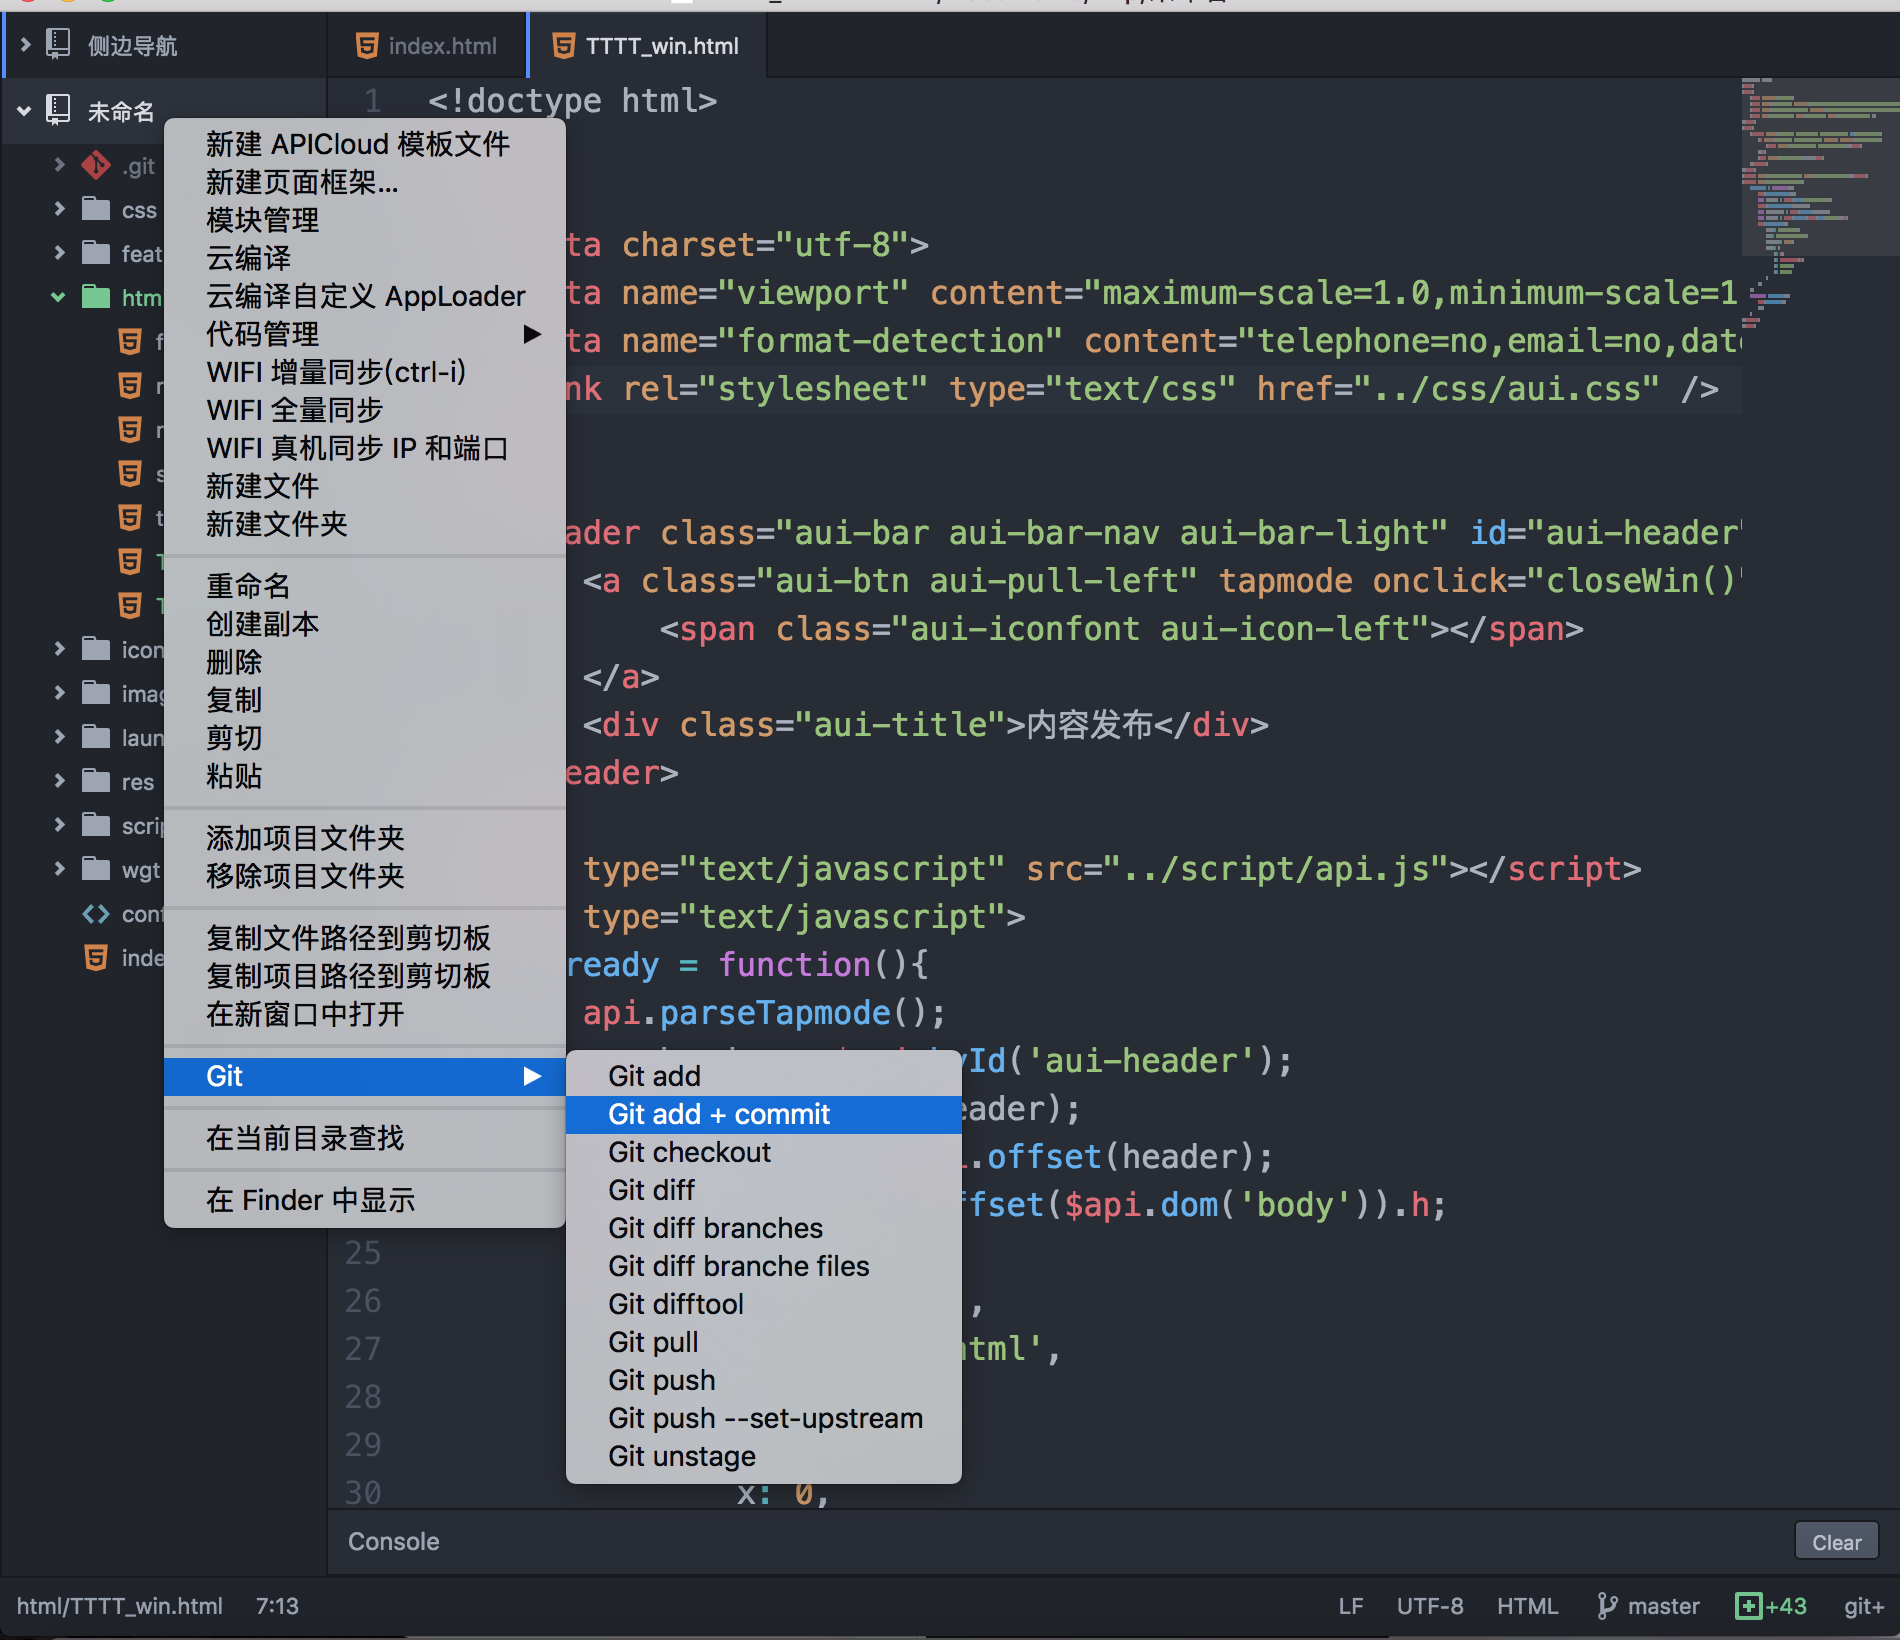 侧边导航
index.html
TTTT_win.html
未命名
1
<!doctype html>
.git
css
feat
htm
icon
imag
laun
res
scrip
wgt
conf
inde
新建 APICloud 模板文件
新建页面框架...
模块管理
云编译
云编译自定义 AppLoader
代码管理
WIFI 增量同步(ctrl-i)
WIFI 全量同步
WIFI 真机同步 IP 和端口
新建文件
新建文件夹
重命名
创建副本
删除
复制
剪切
粘贴
添加项目文件夹
移除项目文件夹
复制文件路径到剪切板
复制项目路径到剪切板
在新窗口中打开
Git
在当前目录查找
在 Finder 中显示
Git add
Git add + commit
Git checkout
Git diff
Git diff branches
Git diff branche files
Git difftool
Git pull
Git push
Git push --set-upstream
Git unstage
ta charset="utf-8">
ta name="viewport" content="maximum-scale=1.0,minimum-scale=1
ta name="format-detection" content="telephone=no,email=no,date
nk rel="stylesheet" type="text/css" href="../css/aui.css" />
ader class="aui-bar aui-bar-nav aui-bar-light" id="aui-header"
<a class="aui-btn aui-pull-left" tapmode onclick="closeWin()"
<span class="aui-iconfont aui-icon-left"></span>
</a>
<div class="aui-title">内容发布</div>
eader>
type="text/javascript" src="../script/api.js"></script>
type="text/javascript">
ready = function(){
api.parseTapmode();
yId('aui-header');
eader);
.offset(header);
ffset($api.dom('body')).h;
25
26 ,
27 html',
28
29
30 x: 0,
Console
Clear
html/TTTT_win.html 7:13
LF UTF-8 HTML master +43 git+